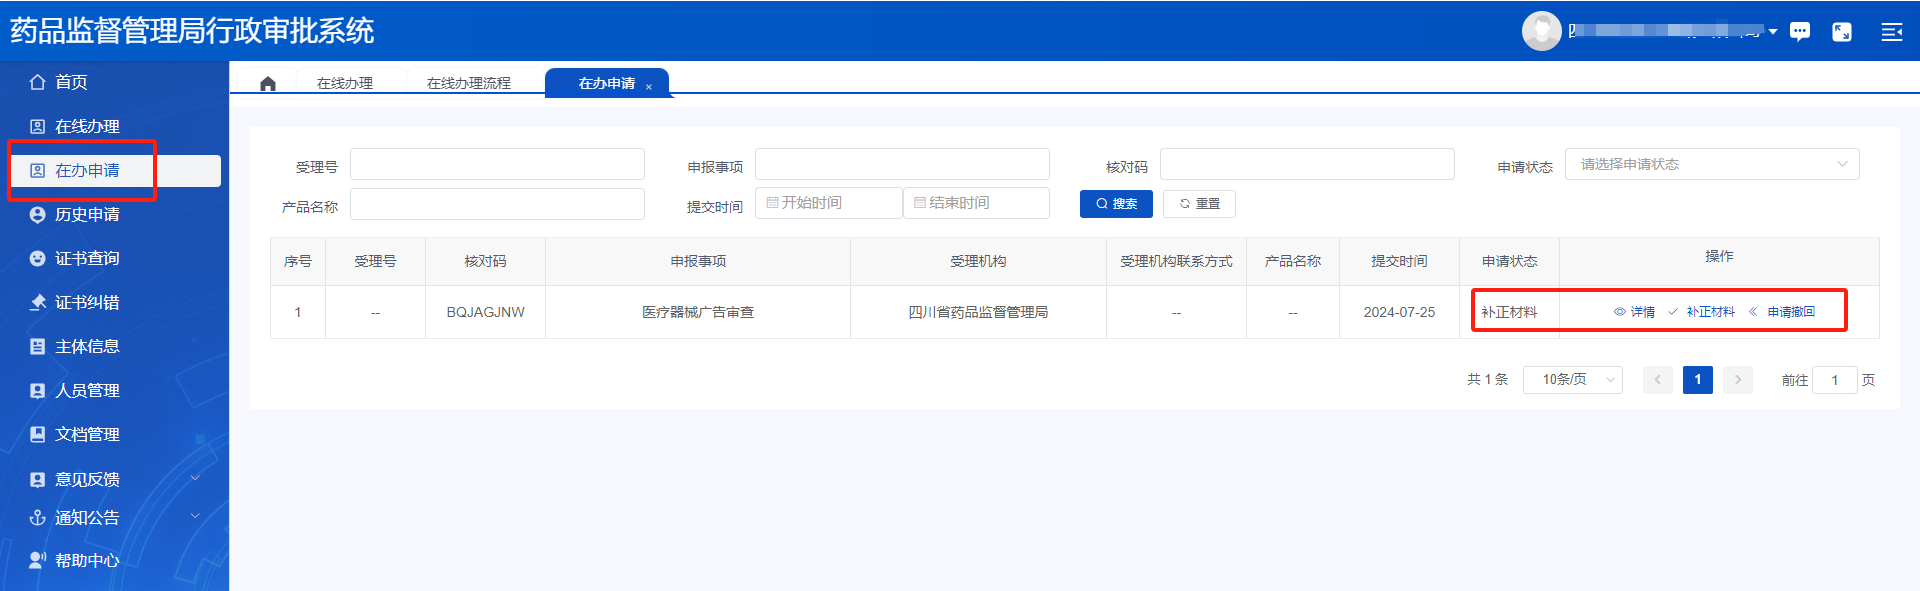 药品监督管理局行政审批系统
首页
在线办理
在办申请
历史申请
证书查询
证书纠错
主体信息
人员管理
文档管理
意见反馈
通知公告
帮助中心
在线办理 在线办理流程 在办申请 ×
受理号 申报事项 核对码 申请状态 请选择申请状态
产品名称 提交时间 开始时间 结束时间 搜索 重置
序号 受理号 核对码 申报事项 受理机构 受理机构联系方式 产品名称 提交时间 申请状态 操作
1 -- BQJAGJNW 医疗器械广告审查 四川省药品监督管理局 -- -- 2024-07-25 补正材料 详情 补正材料 申请撤回
共 1 条 10条/页 1 前往 1 页